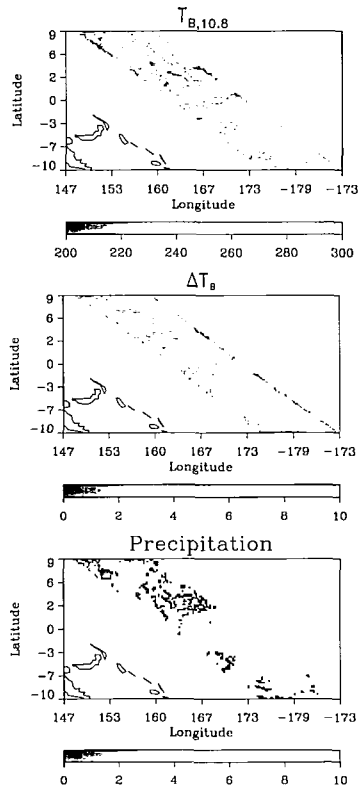 T_B,10.8
9
6
2
0
-3
-7
-10
Latitude
147 153 160 167 173 -179 -173
Longitude
200 220 240 260 280 300
ΔT_B
9
6
2
0
-3
-7
-10
Latitude
147 153 160 167 173 -179 -173
Longitude
0 2 4 6 8 10
Precipitation
9
6
2
0
-3
-7
-10
Latitude
147 153 160 167 173 -179 -173
Longitude
0 2 4 6 8 10